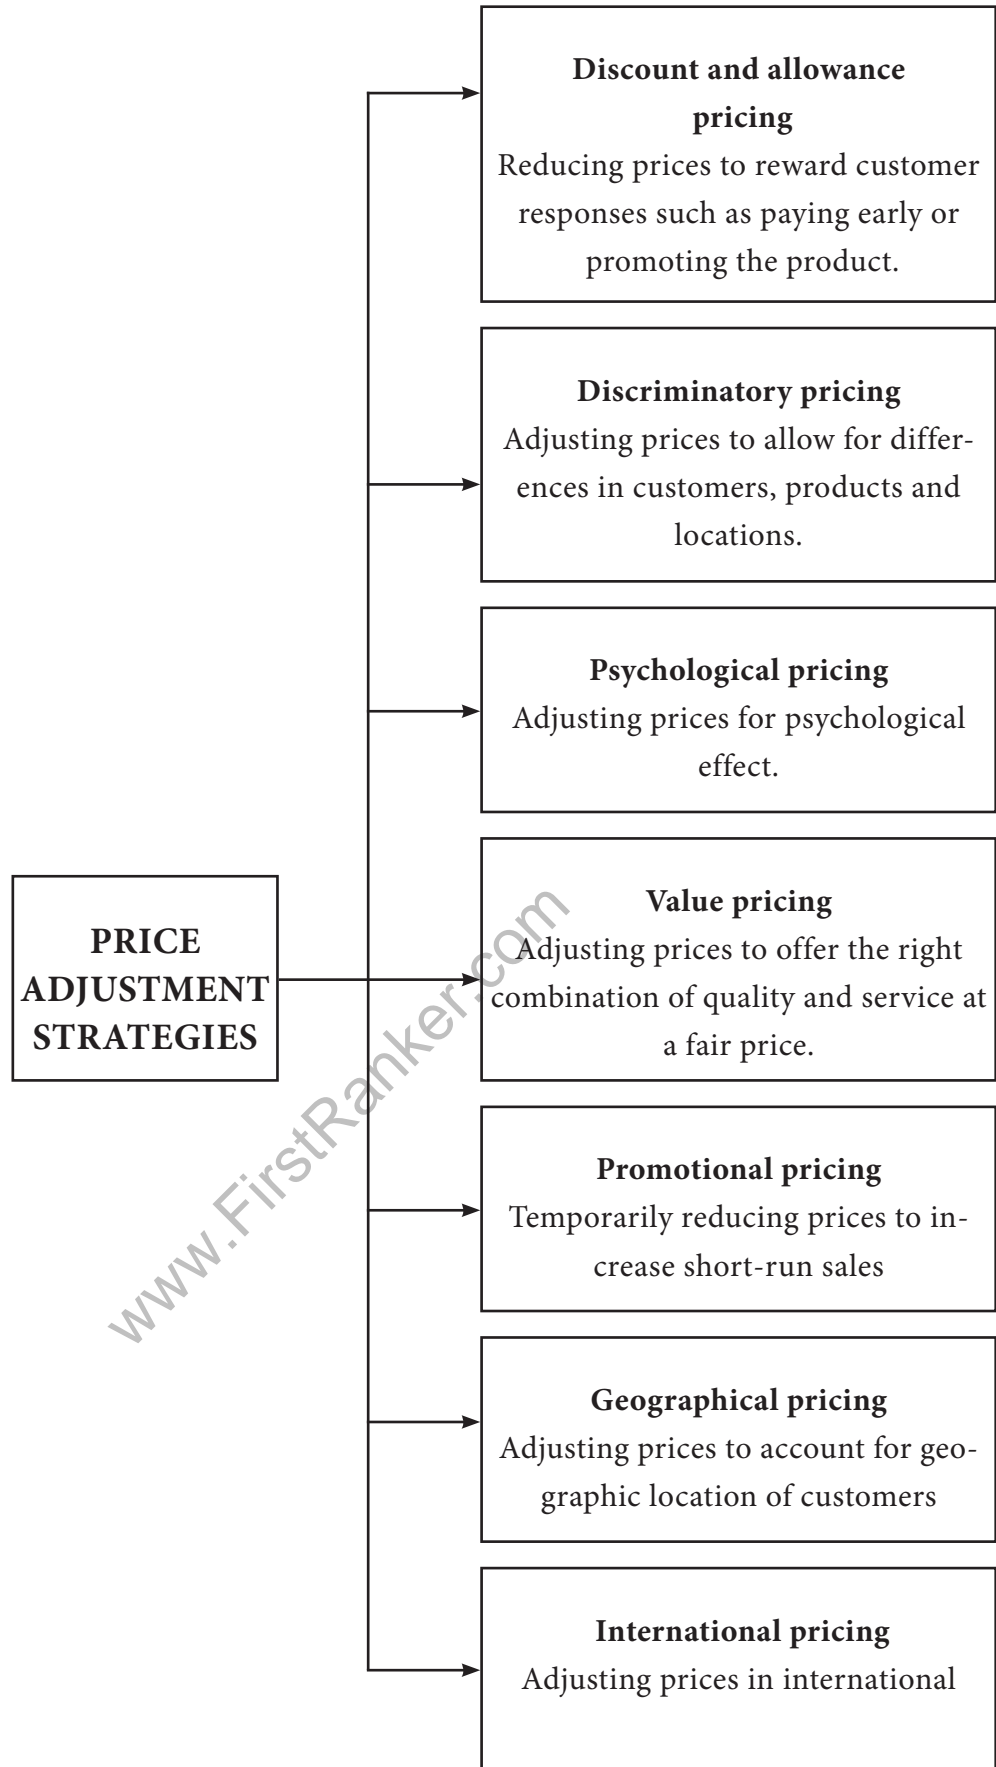 Discount and allowance
pricing
Reducing prices to reward customer
responses such as paying early or
promoting the product.
Discriminatory pricing
Adjusting prices to allow for differ-
ences in customers, products and
locations.
Psychological pricing
Adjusting prices for psychological
effect.
PRICE
ADJUSTMENT
STRATEGIES
Value pricing
Adjusting prices to offer the right
combination of quality and service at
a fair price.
Promotional pricing
Temporarily reducing prices to in-
crease short-run sales
Geographical pricing
Adjusting prices to account for geo-
graphic location of customers
International pricing
Adjusting prices in international
www.FirstRanker.com